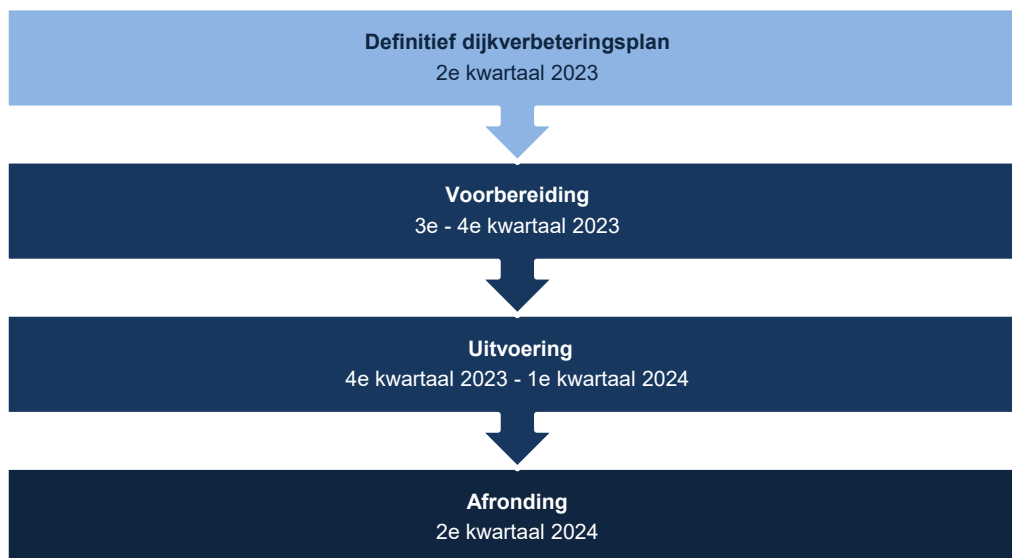 Definitief dijkverbeteringsplan
2e kwartaal 2023
Voorbereiding
3e - 4e kwartaal 2023
Uitvoering
4e kwartaal 2023 - 1e kwartaal 2024
Afronding
2e kwartaal 2024